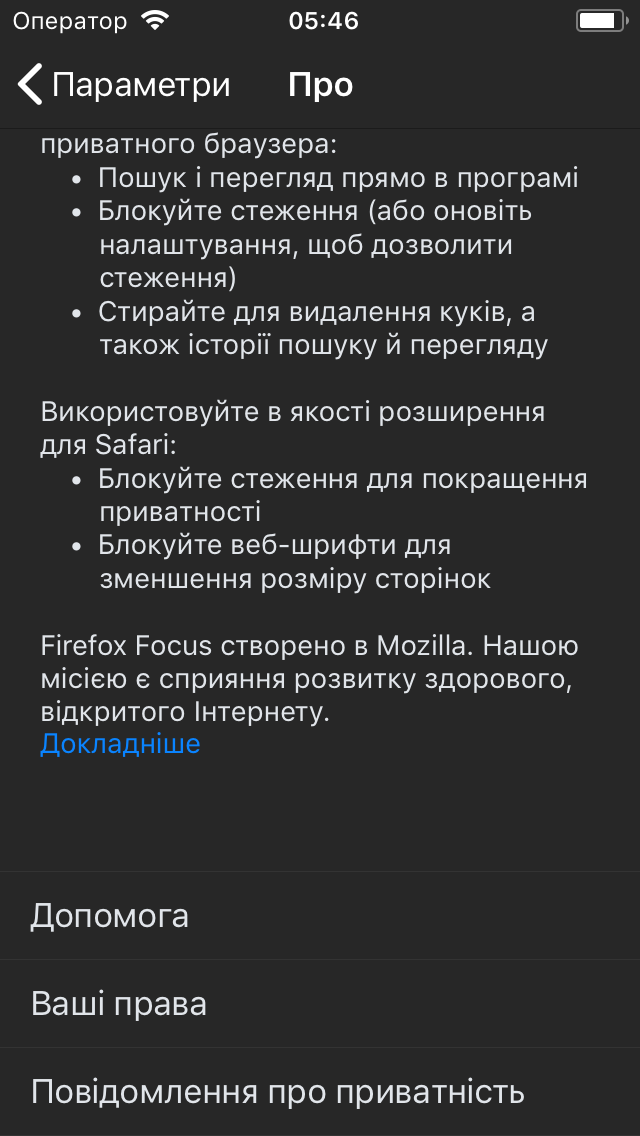 Оператор 05:46
Параметри Про
приватного браузера:
• Пошук і перегляд прямо в програмі
• Блокуйте стеження (або оновіть
налаштування, щоб дозволити
стеження)
• Стирайте для видалення куків, а
також історії пошуку й перегляду
Використовуйте в якості розширення
для Safari:
• Блокуйте стеження для покращення
приватності
• Блокуйте веб-шрифти для
зменшення розміру сторінок
Firefox Focus створено в Mozilla. Нашою
місією є сприяння розвитку здорового,
відкритого Інтернету.
Докладніше
Допомога
Ваші права
Повідомлення про приватність